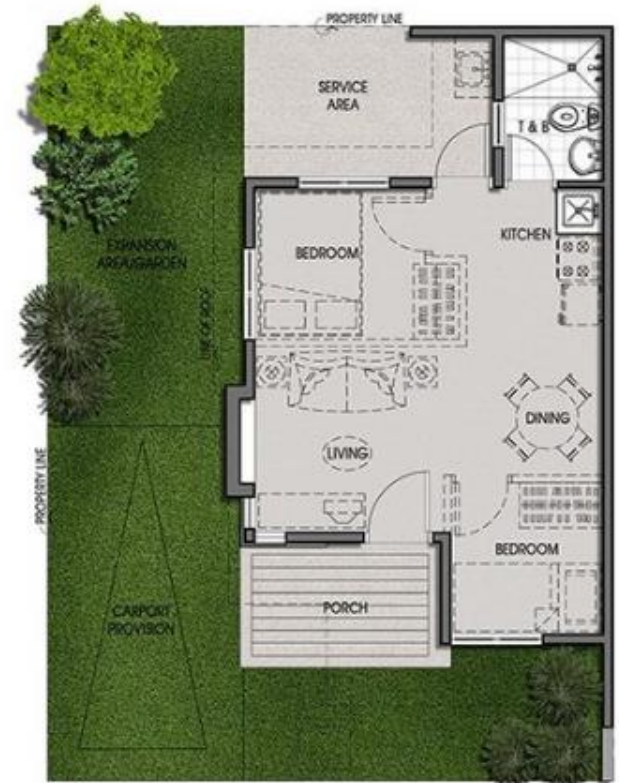 PROPERTY LINE
SERVICE
AREA
T & B
KITCHEN
BEDROOM
EXPANSION
AREA/GARDEN
LINE OF ROOF
DINING
LIVING
PROPERTY LINE
BEDROOM
PORCH
CARPORT
PROVISION